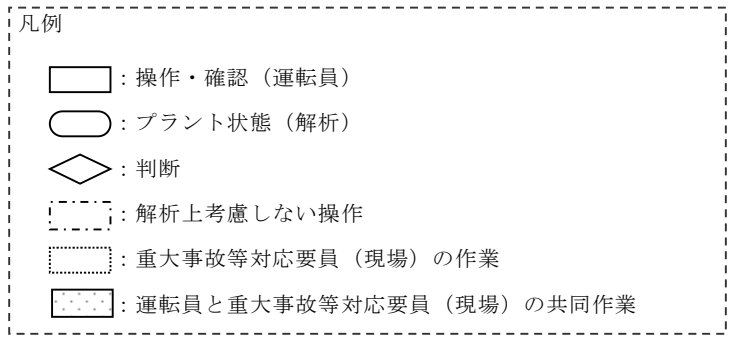 凡例
：操作・確認（運転員）
：プラント状態（解析）
：判断
：解析上考慮しない操作
：重大事故等対応要員（現場）の作業
：運転員と重大事故等対応要員（現場）の共同作業